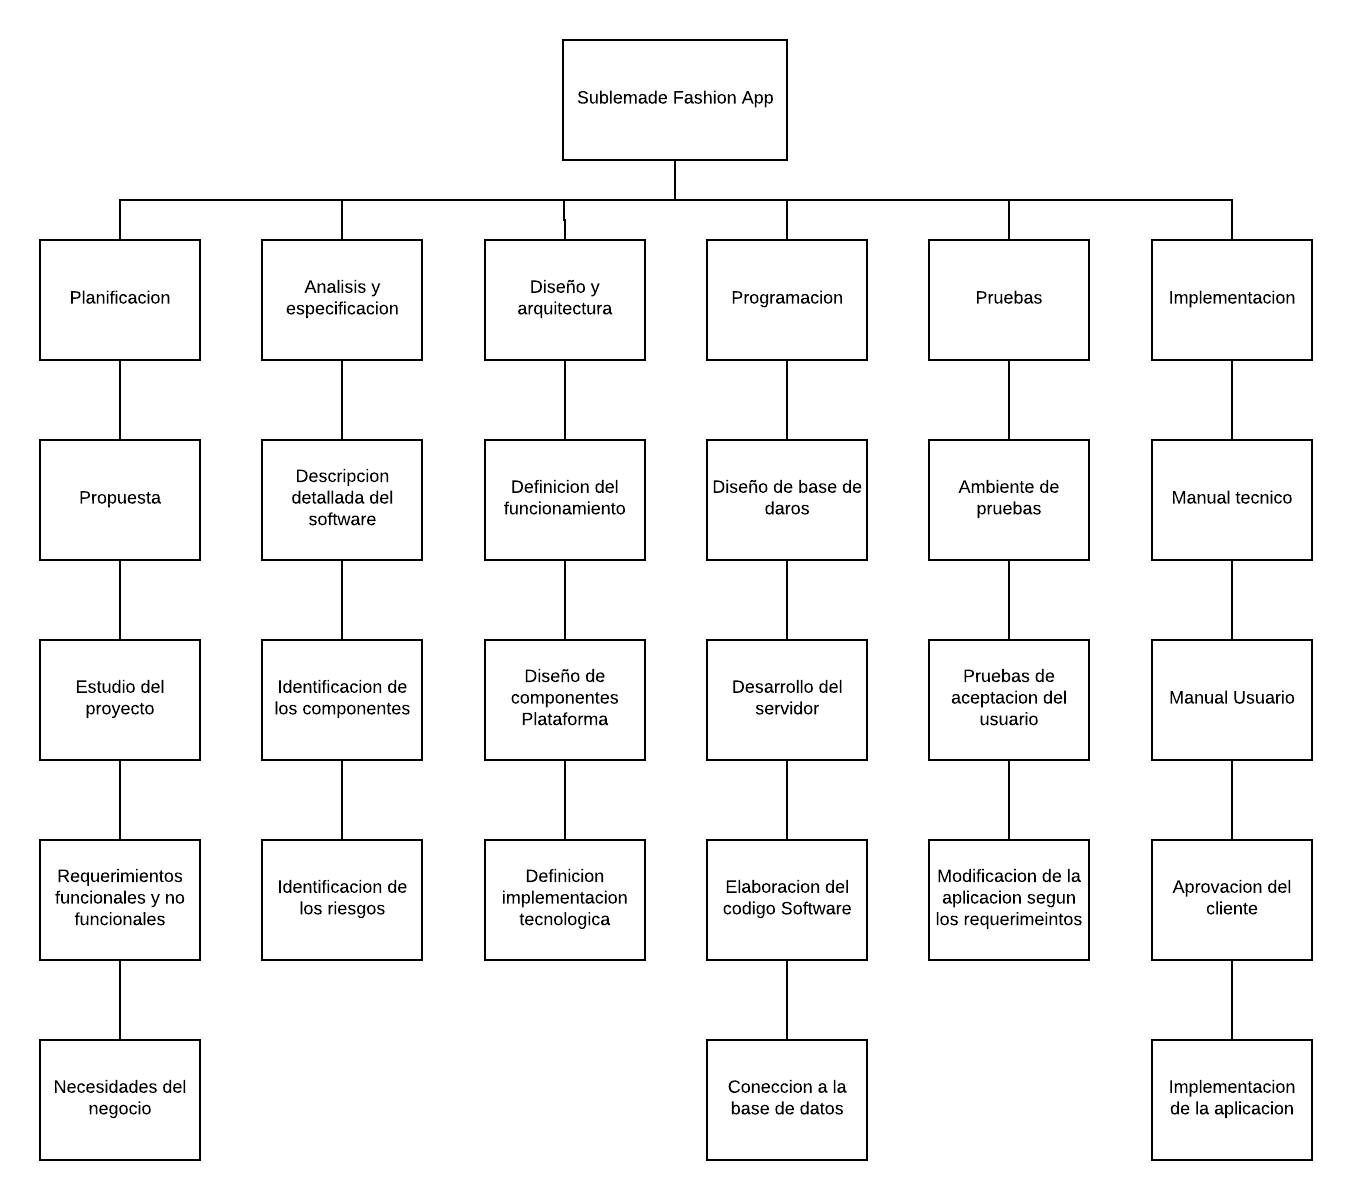 Sublemade Fashion App
Planificacion
Analisis y
especificacion
Diseño y
arquitectura
Programacion
Pruebas
Implementacion
Propuesta
Descripcion
detallada del
software
Definicion del
funcionamiento
Diseño de base de
daros
Ambiente de
pruebas
Manual tecnico
Estudio del
proyecto
Identificacion de
los componentes
Diseño de
componentes
Plataforma
Desarrollo del
servidor
Pruebas de
aceptacion del
usuario
Manual Usuario
Requerimientos
funcionales y no
funcionales
Identificacion de
los riesgos
Definicion
implementacion
tecnologica
Elaboracion del
codigo Software
Modificacion de la
aplicacion segun
los requerimeintos
Aprovacion del
cliente
Necesidades del
negocio
Coneccion a la
base de datos
Implementacion
de la aplicacion